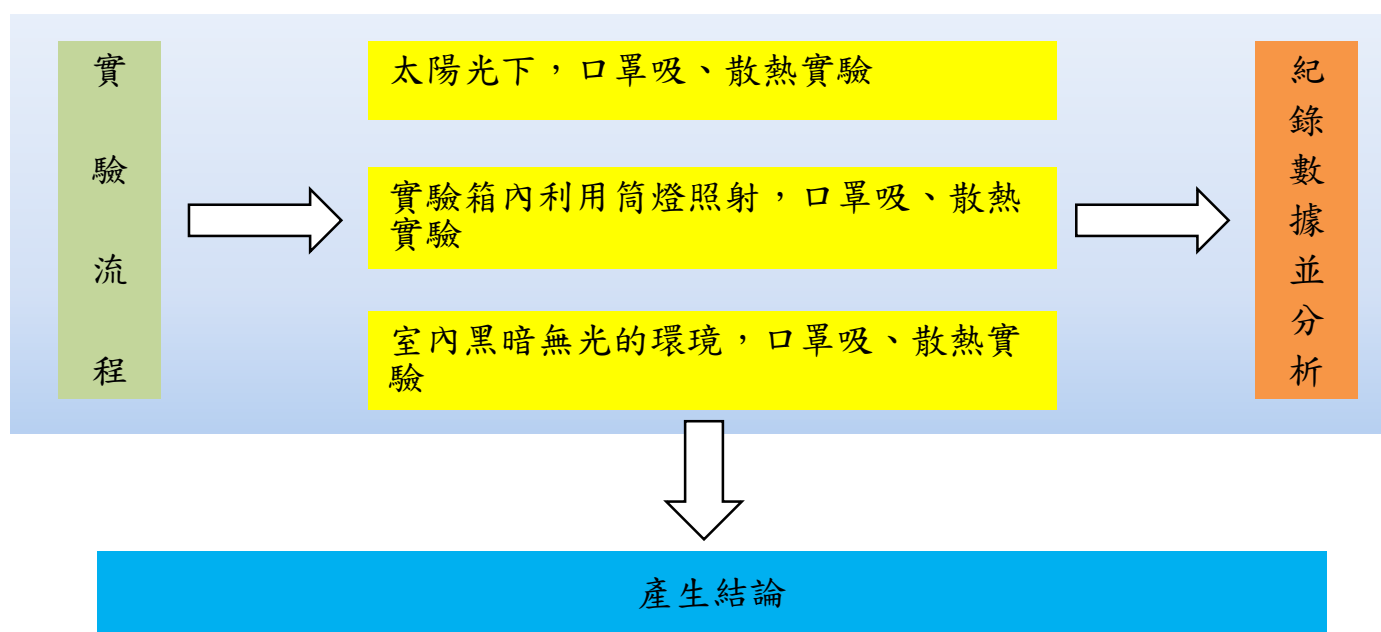 實驗流程
太陽光下，口罩吸、散熱實驗
實驗箱內利用筒燈照射，口罩吸、散熱
實驗
室內黑暗無光的環境，口罩吸、散熱實
驗
紀錄數據並分析
產生結論